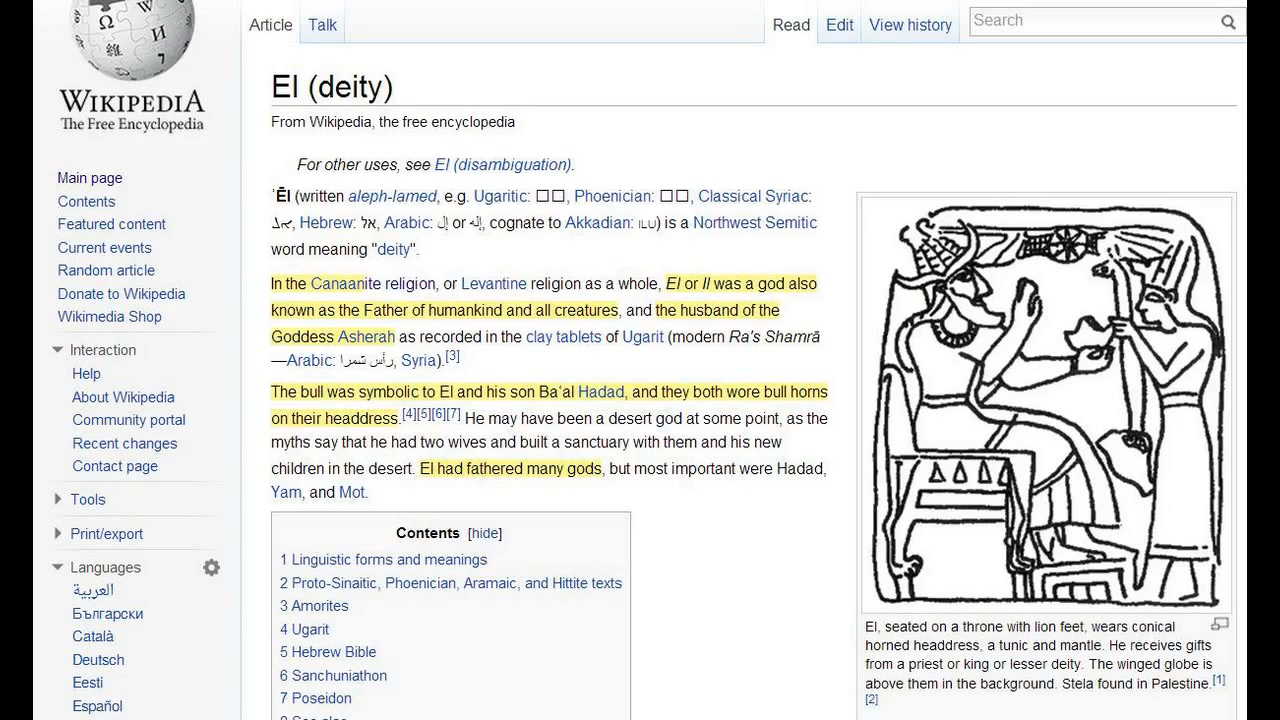 Article Talk Read Edit View history Search
WIKIPEDIA
The Free Encyclopedia
Main page
Contents
Featured content
Current events
Random article
Donate to Wikipedia
Wikimedia Shop
Interaction
Help
About Wikipedia
Community portal
Recent changes
Contact page
Tools
Print/export
Languages
العربية
Български
Català
Deutsch
Eesti
Español
El (deity)
From Wikipedia, the free encyclopedia
For other uses, see El (disambiguation).
ʾĒl (written aleph-lamed, e.g. Ugaritic: □□, Phoenician: □□, Classical Syriac:
ܐܠ, Hebrew: אל, Arabic: إل or إله, cognate to Akkadian: ilu) is a Northwest Semitic
word meaning "deity".
In the Canaanite religion, or Levantine religion as a whole, El or Il was a god also
known as the Father of humankind and all creatures, and the husband of the
Goddess Asherah as recorded in the clay tablets of Ugarit (modern Ra's Shamrā
—Arabic: رأس شمرا, Syria).[3]
The bull was symbolic to El and his son Baʻal Hadad, and they both wore bull horns
on their headdress.[4][5][6][7] He may have been a desert god at some point, as the
myths say that he had two wives and built a sanctuary with them and his new
children in the desert. El had fathered many gods, but most important were Hadad,
Yam, and Mot.
Contents [hide]
1 Linguistic forms and meanings
2 Proto-Sinaitic, Phoenician, Aramaic, and Hittite texts
3 Amorites
4 Ugarit
5 Hebrew Bible
6 Sanchuniathon
7 Poseidon
8 See also
El, seated on a throne with lion feet, wears conical
horned headdress, a tunic and mantle. He receives gifts
from a priest or king or lesser deity. The winged globe is
above them in the background. Stela found in Palestine.[1]
[2]